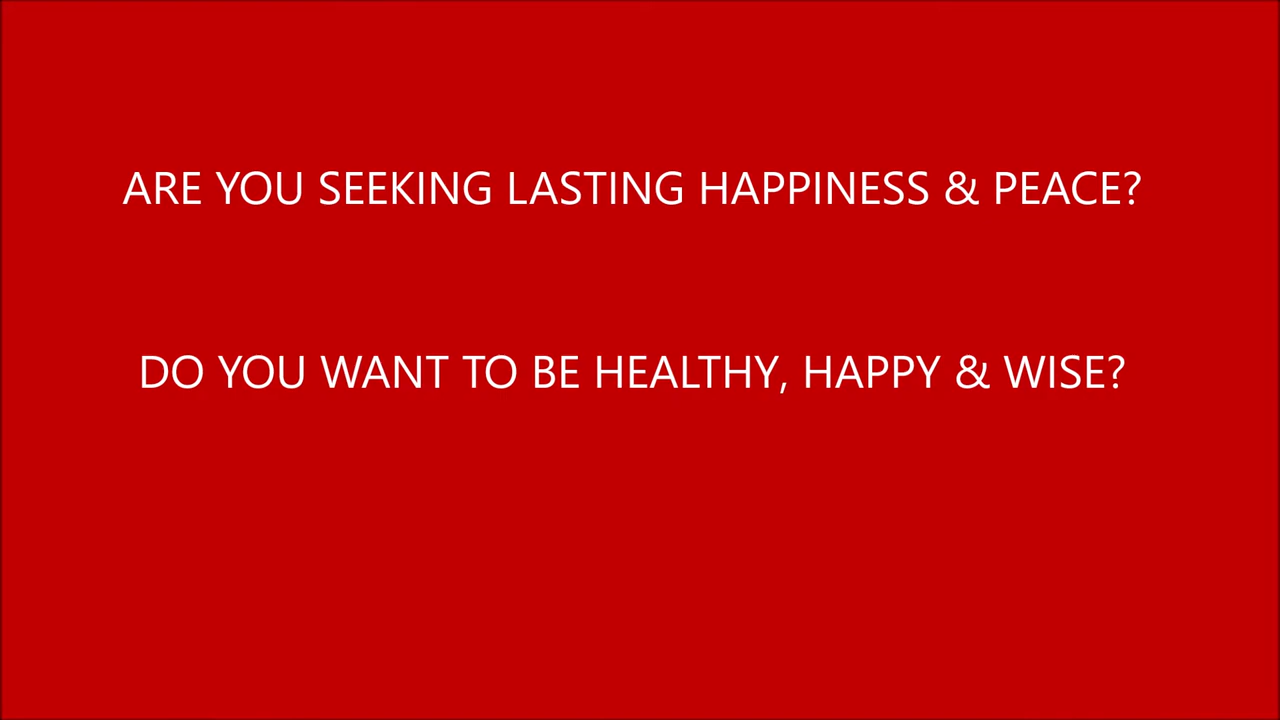 ARE YOU SEEKING LASTING HAPPINESS & PEACE?
DO YOU WANT TO BE HEALTHY, HAPPY & WISE?